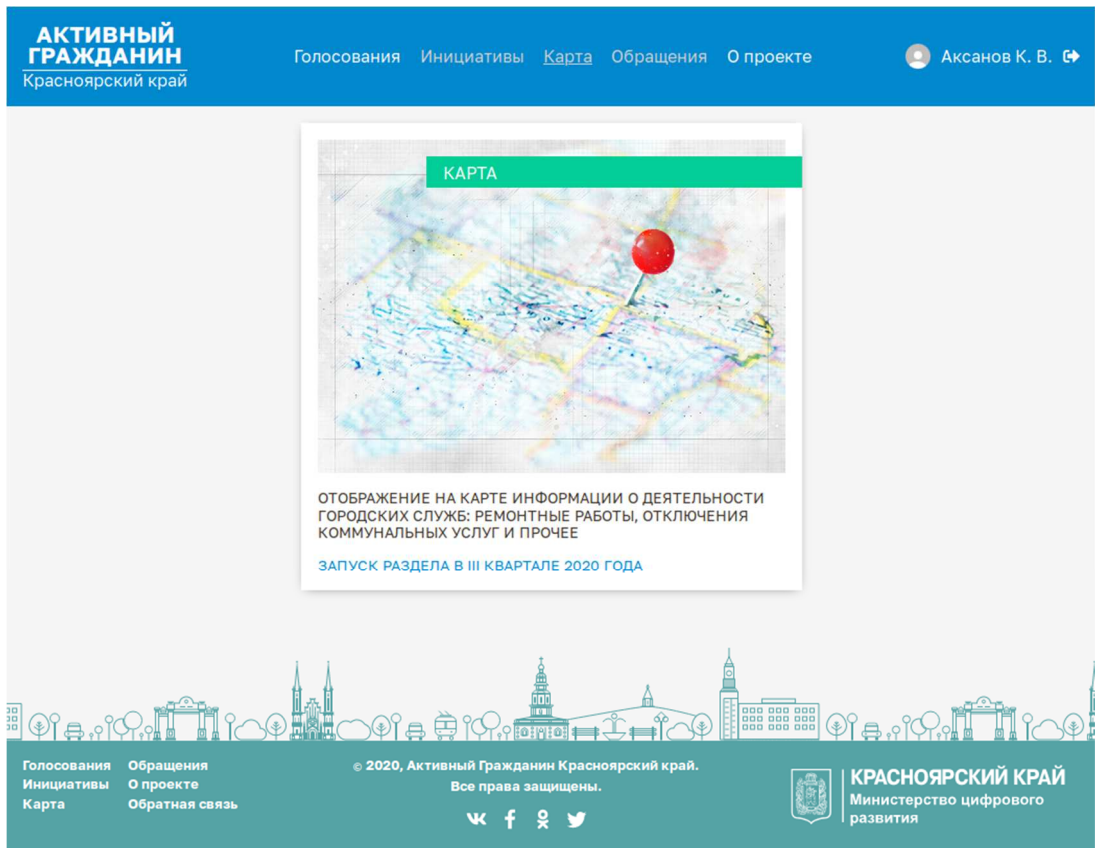 АКТИВНЫЙ
ГРАЖДАНИН
Красноярский край
Голосования Инициативы Карта Обращения О проекте
Аксанов К. В.
КАРТА
ОТОБРАЖЕНИЕ НА КАРТЕ ИНФОРМАЦИИ О ДЕЯТЕЛЬНОСТИ
ГОРОДСКИХ СЛУЖБ: РЕМОНТНЫЕ РАБОТЫ, ОТКЛЮЧЕНИЯ
КОММУНАЛЬНЫХ УСЛУГ И ПРОЧЕЕ
ЗАПУСК РАЗДЕЛА В III КВАРТАЛЕ 2020 ГОДА
Голосования Обращения
Инициативы О проекте
Карта Обратная связь
© 2020, Активный Гражданин Красноярский край.
Все права защищены.
КРАСНОЯРСКИЙ КРАЙ
Министерство цифрового
развития